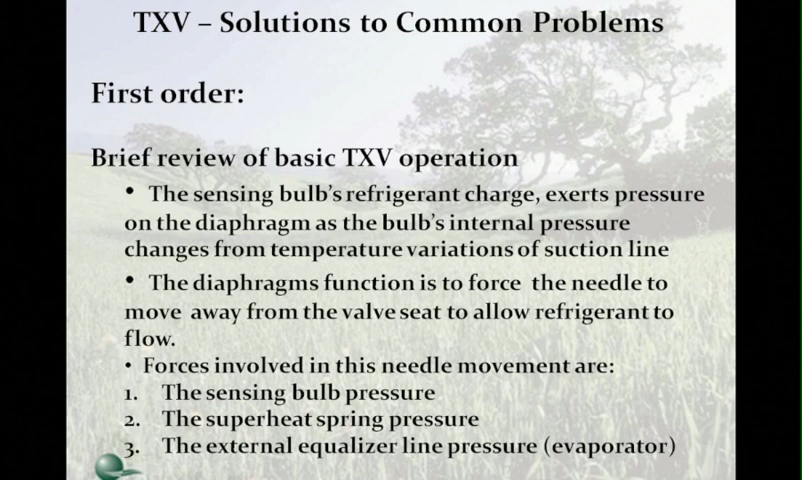 TXV – Solutions to Common Problems
First order:
Brief review of basic TXV operation
• The sensing bulb's refrigerant charge, exerts pressure
on the diaphragm as the bulb's internal pressure
changes from temperature variations of suction line
• The diaphragms function is to force the needle to
move away from the valve seat to allow refrigerant to
flow.
• Forces involved in this needle movement are:
1. The sensing bulb pressure
2. The superheat spring pressure
3. The external equalizer line pressure (evaporator)